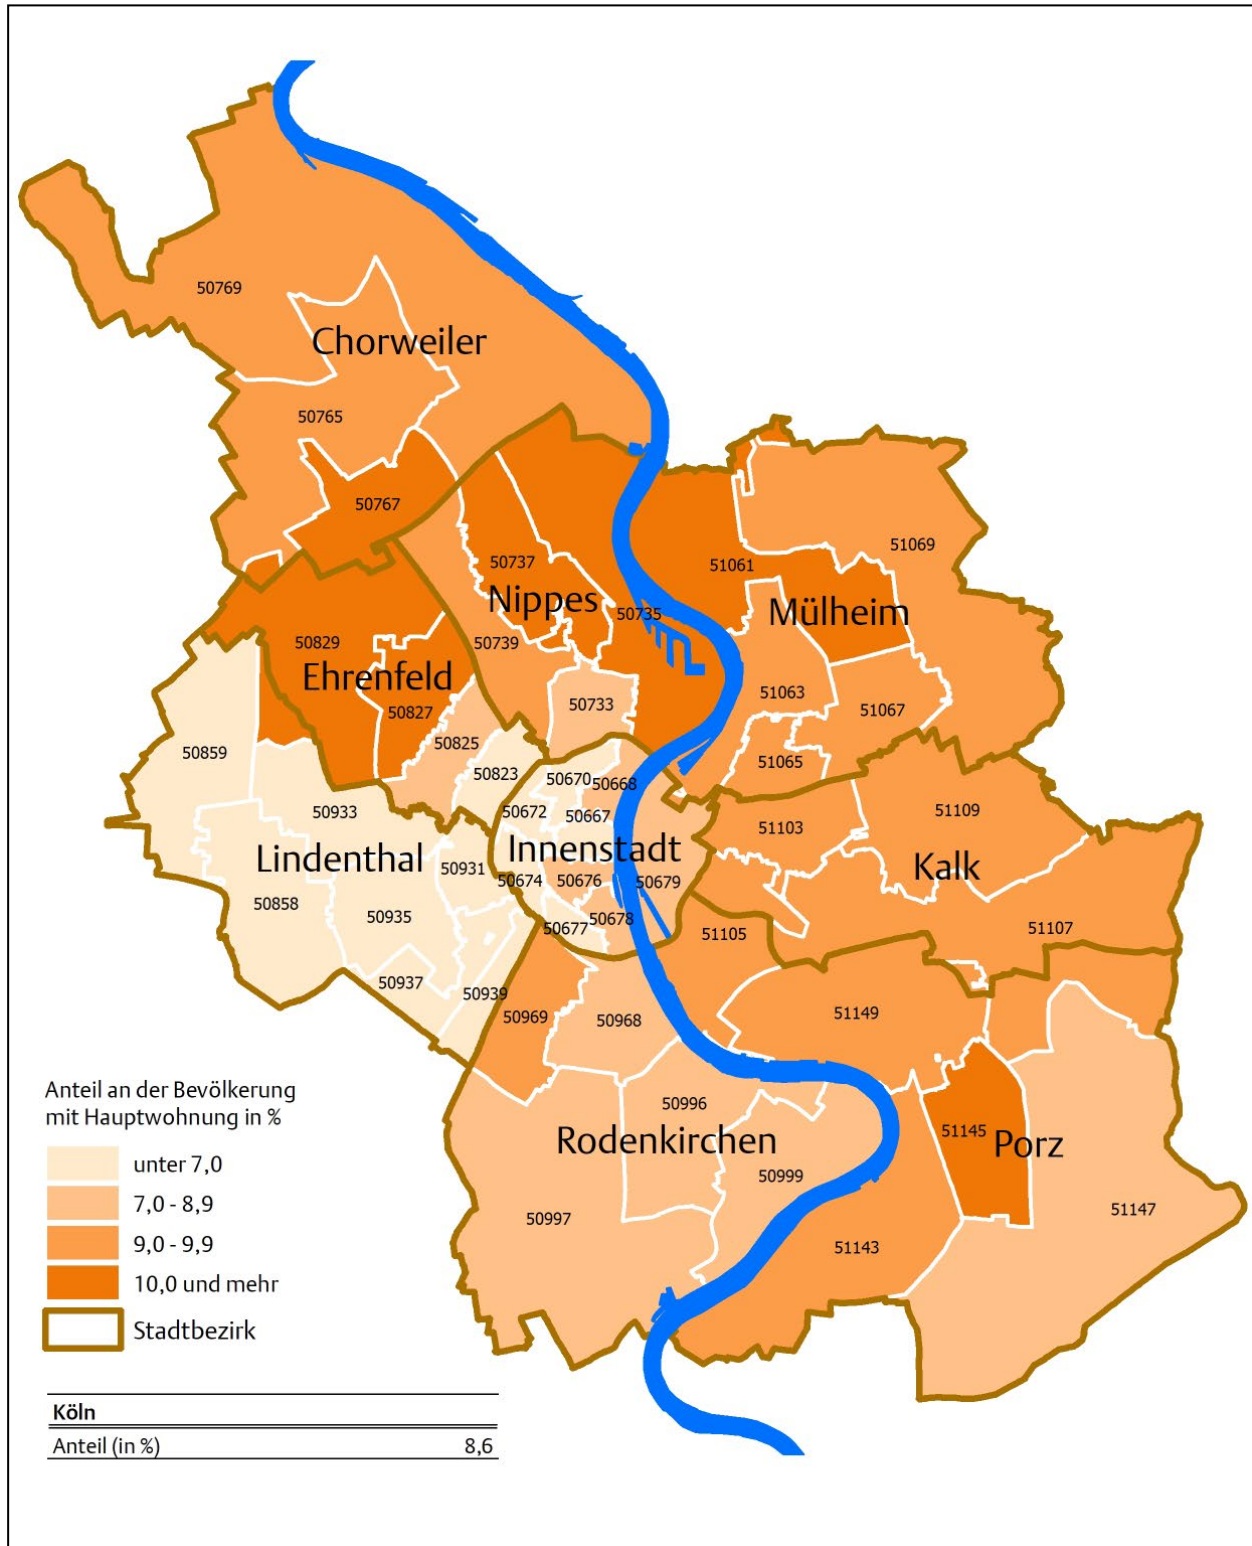 50769
Chorweiler
50765
50767
51069
50737
51061
Nippes
50735
Mülheim
50829
50739
Ehrenfeld
51063
50733
50827
51067
50825
50859
51065
50823
50670
50668
50933
50672
50667
51109
51103
Lindenthal
Innenstadt
Kalk
50931
50674
50676
50679
50858
50935
50678
50677
51105
51107
50937
50939
50969
50968
51149
Anteil an der Bevölkerung
mit Hauptwohnung in %
50996
51145
Rodenkirchen
Porz
unter 7,0
50999
7,0 - 8,9
50997
51147
9,0 - 9,9
51143
10,0 und mehr
Stadtbezirk
Köln
Anteil (in %) 8,6